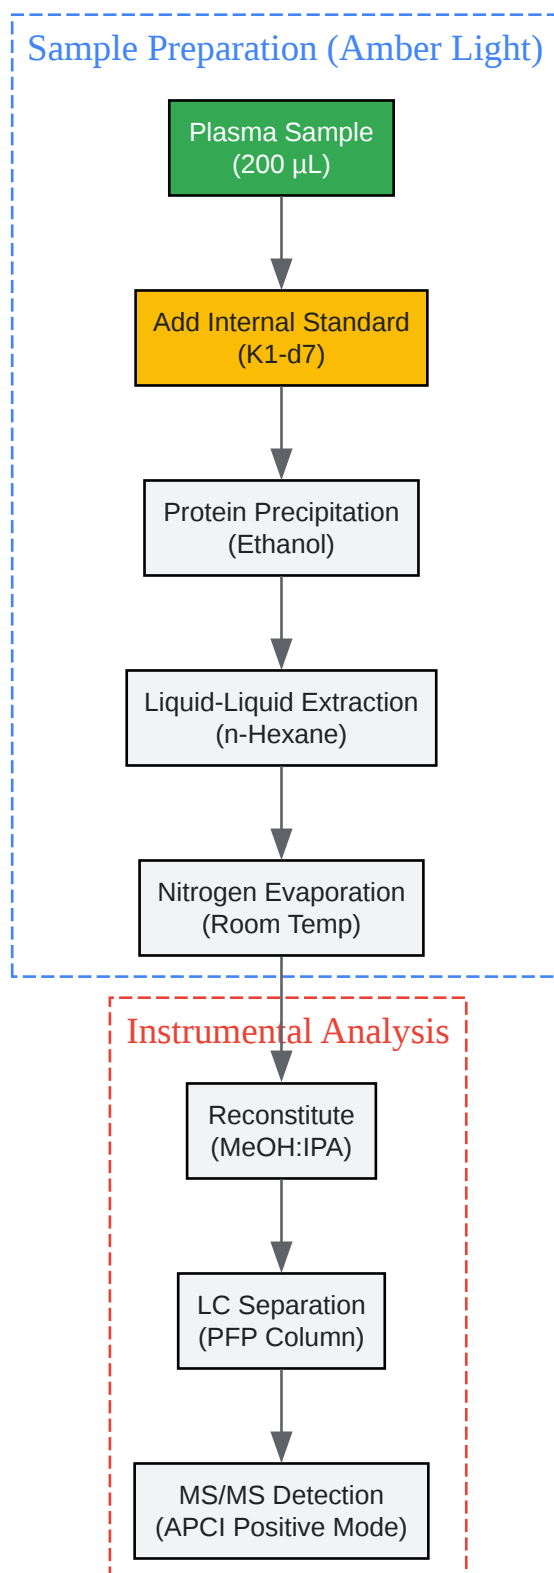 Sample Preparation (Amber Light)
Plasma Sample
(200 µL)
Add Internal Standard
(K1-d7)
Protein Precipitation
(Ethanol)
Liquid-Liquid Extraction
(n-Hexane)
Nitrogen Evaporation
(Room Temp)
Instrumental Analysis
Reconstitute
(MeOH:IPA)
LC Separation
(PFP Column)
MS/MS Detection
(APCI Positive Mode)